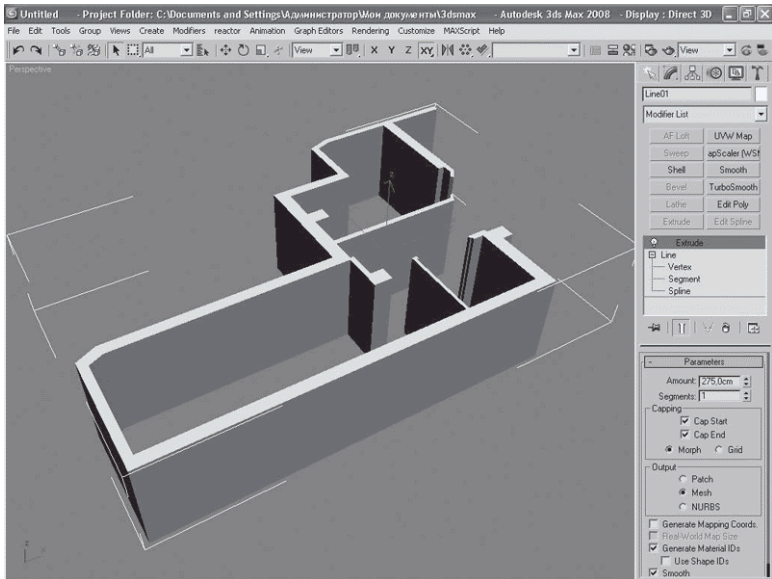 Untitled - Project Folder: C:\Documents and Settings\Администратор\Мои документы\3dsmax - Autodesk 3ds Max 2008 - Display : Direct 3D
File Edit Tools Group Views Create Modifiers reactor Animation Graph Editors Rendering Customize MAXScript Help
All View X Y Z XY View
Perspective
Line01
Modifier List
AF Loft UVW Map
Sweep apScaler (WSM
Shell Smooth
Bevel TurboSmooth
Lathe Edit Poly
Extrude Edit Spline
Extrude
Line
Vertex
Segment
Spline
- Parameters
Amount: 275,0cm
Segments: 1
Capping
Cap Start
Cap End
Morph Grid
Output
Patch
Mesh
NURBS
Generate Mapping Coords.
Real-World Map Size
Generate Material IDs
Use Shape IDs
Smooth
z